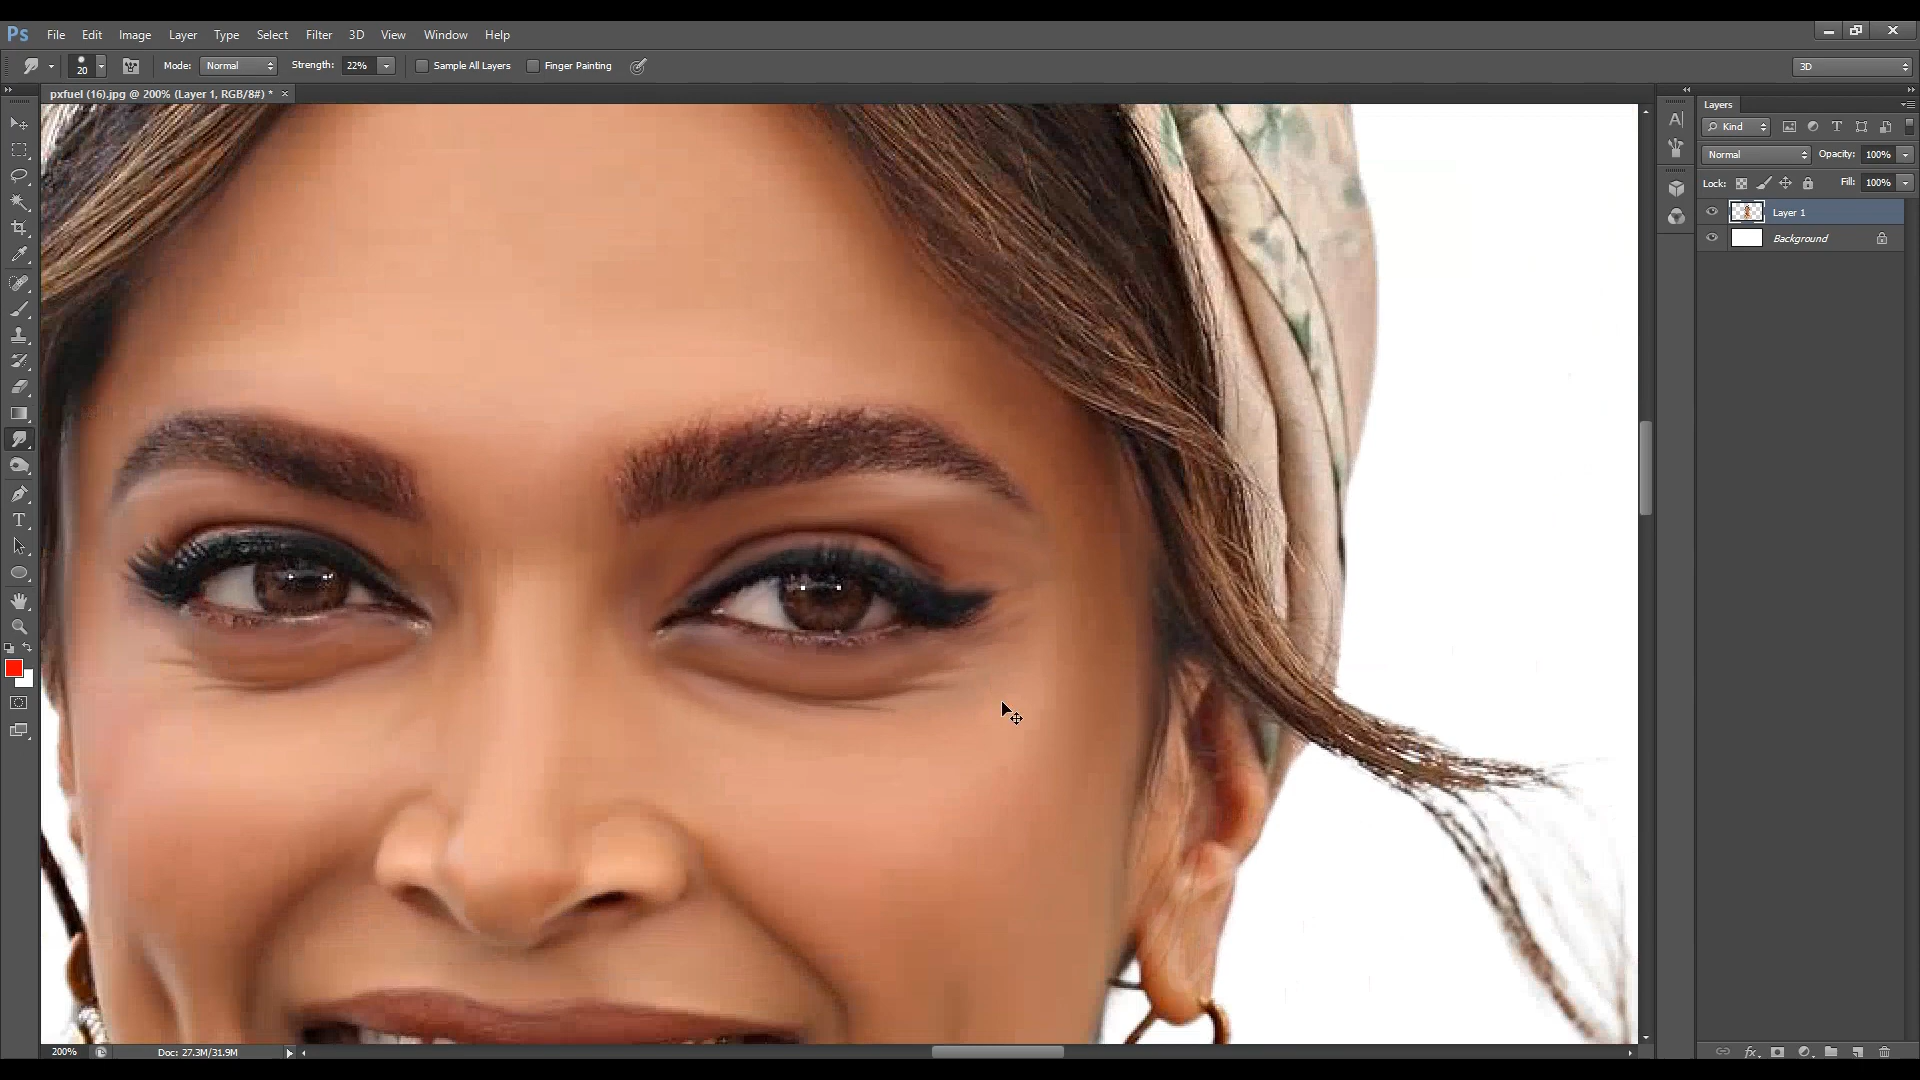 Ps File Edit Image Layer Type Select Filter 3D View Window Help
20 Mode: Normal Strength: 22% Sample All Layers Finger Painting 3D
pxfuel (16).jpg @ 200% (Layer 1, RGB/8#) * ×
Layers
Kind
Normal Opacity: 100%
Lock: Fill: 100%
Layer 1
Background
200% Doc: 27.3M/31.9M